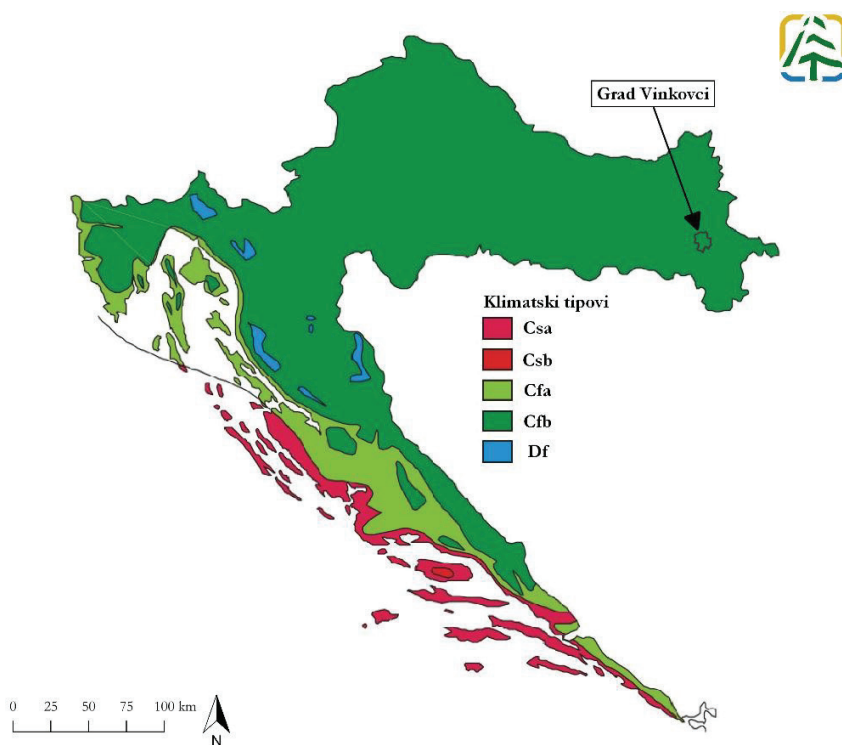 Grad Vinkovci
Klimatski tipovi
Csa
Csb
Cfa
Cfb
Df
0 25 50 75 100 km
N